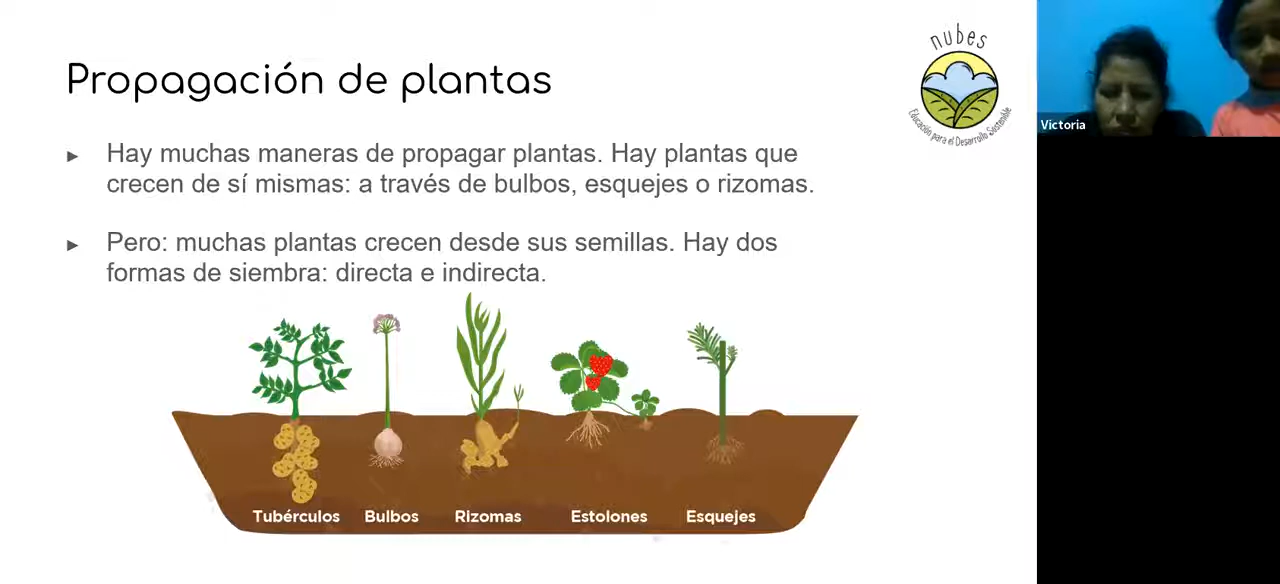 Propagación de plantas
nubes
Educación para el Desarrollo Sostenible
► Hay muchas maneras de propagar plantas. Hay plantas que
crecen de sí mismas: a través de bulbos, esquejes o rizomas.
► Pero: muchas plantas crecen desde sus semillas. Hay dos
formas de siembra: directa e indirecta.
Tubérculos Bulbos Rizomas Estolones Esquejes
Victoria